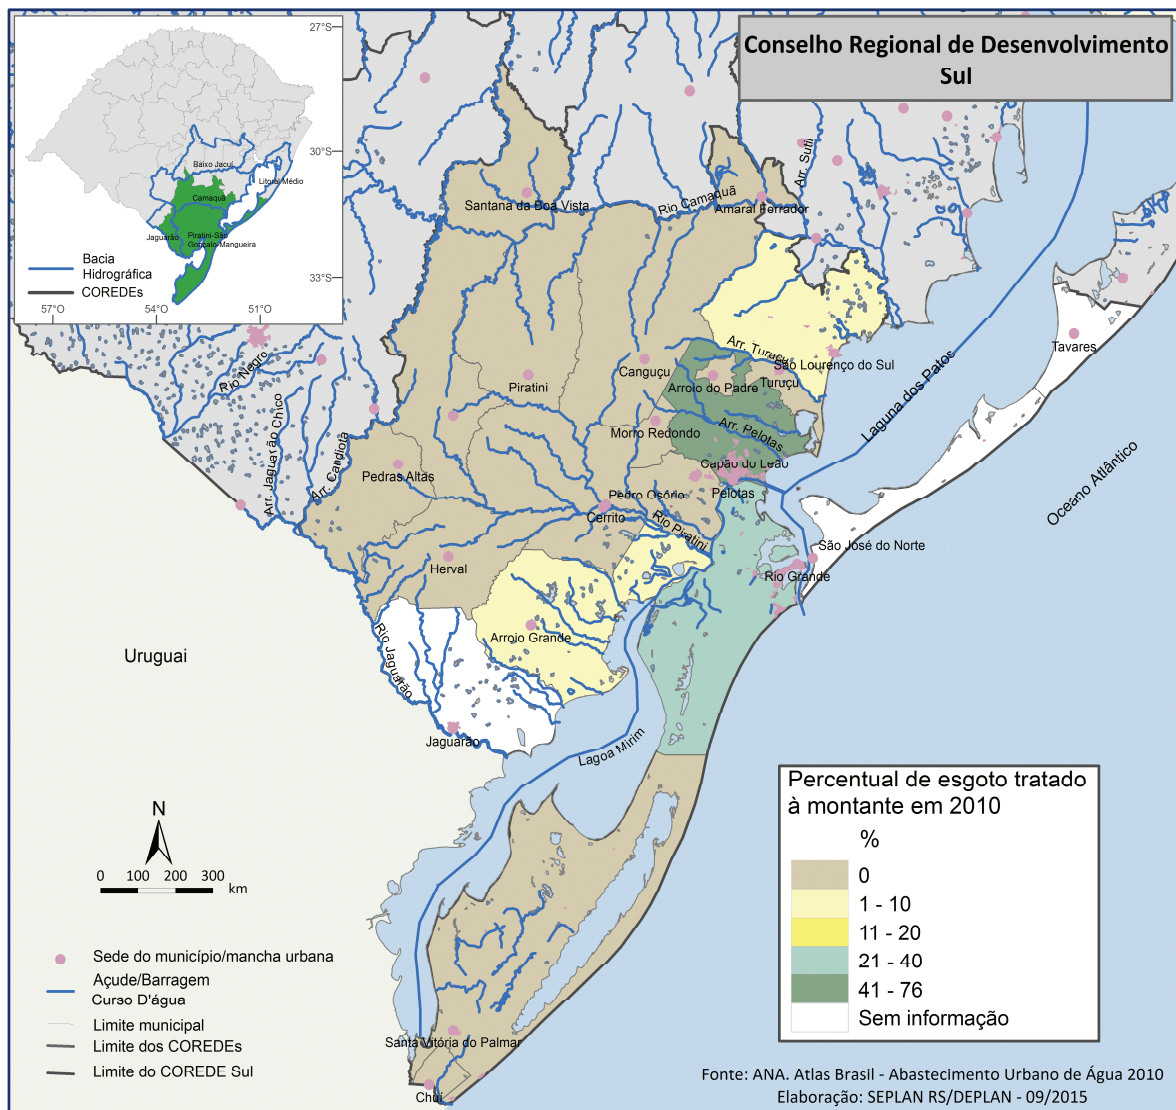 Conselho Regional de Desenvolvimento
Sul
27°S
30°S
33°S
57°0
54°0
51°0
Baixo Jacuí
Litoral Médio
Camaquã
Jaguarão
Piratini-São
Gonçalo-Mangueira
Bacia
Hidrográfica
COREDEs
Arr. Sutil
Santana da Boa Vista
Rio Camaquã
Amaral Ferrador
Tavares
Arr. Turuçu
São Lourenço do Sul
Rio Negro
Canguçu
Piratini
Arroio do Padre
Turuçu
Laguna dos Patos
Arr. Jaguarão Chico
Arr. Candiota
Morro Redondo
Arr. Pelotas
Pedras Altas
Capão do Leão
Pelotas
Pedro Osório
Cerrito
Rio Piratini
Oceano Atlântico
São José do Norte
Herval
Rio Grande
Arroio Grande
Uruguai
Rio Jaguarão
Jaguarão
Lagoa Mirim
N
0 100 200 300
km
Santa Vitória do Palmar
Chuí
Percentual de esgoto tratado
à montante em 2010
%
0
1 - 10
11 - 20
21 - 40
41 - 76
Sem informação
Sede do município/mancha urbana
Açude/Barragem
Curso D'água
Limite municipal
Limite dos COREDEs
Limite do COREDE Sul
Fonte: ANA. Atlas Brasil - Abastecimento Urbano de Água 2010
Elaboração: SEPLAN RS/DEPLAN - 09/2015